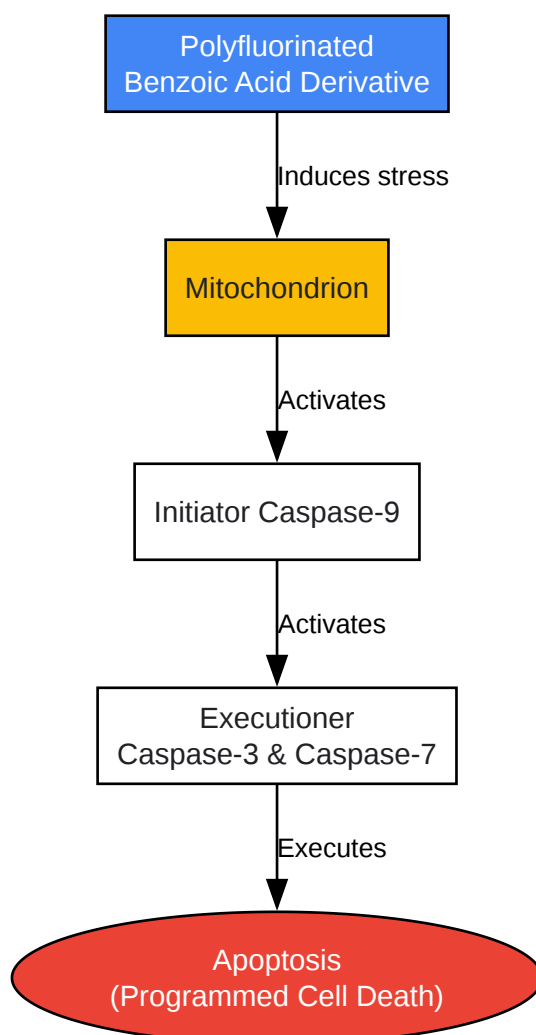 Polyfluorinated
Benzoic Acid Derivative
Induces stress
Mitochondrion
Activates
Initiator Caspase-9
Activates
Executioner
Caspase-3 & Caspase-7
Executes
Apoptosis
(Programmed Cell Death)